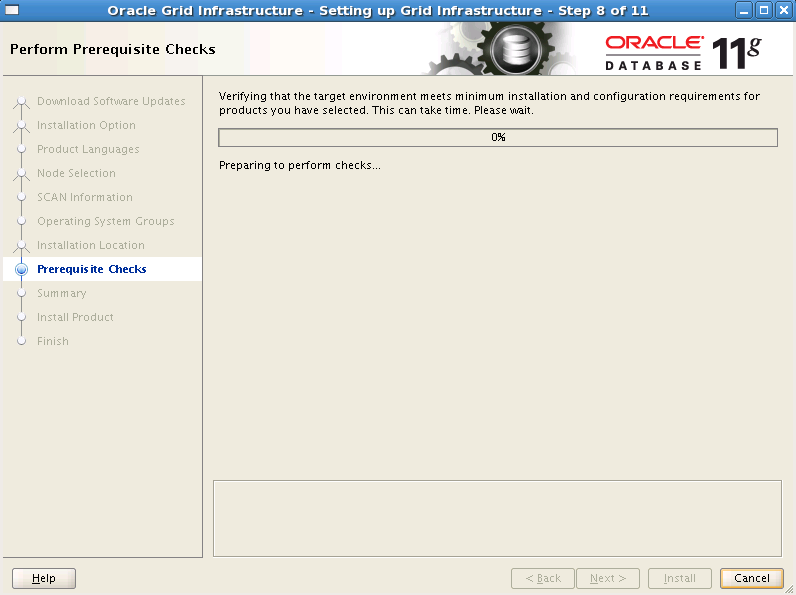 Oracle Grid Infrastructure - Setting up Grid Infrastructure - Step 8 of 11
Perform Prerequisite Checks
ORACLE
DATABASE 11g
Download Software Updates
Installation Option
Product Languages
Node Selection
SCAN Information
Operating System Groups
Installation Location
Prerequisite Checks
Summary
Install Product
Finish
Verifying that the target environment meets minimum installation and configuration requirements for
products you have selected. This can take time. Please wait.
0%
Preparing to perform checks...
Help
< Back
Next >
Install
Cancel